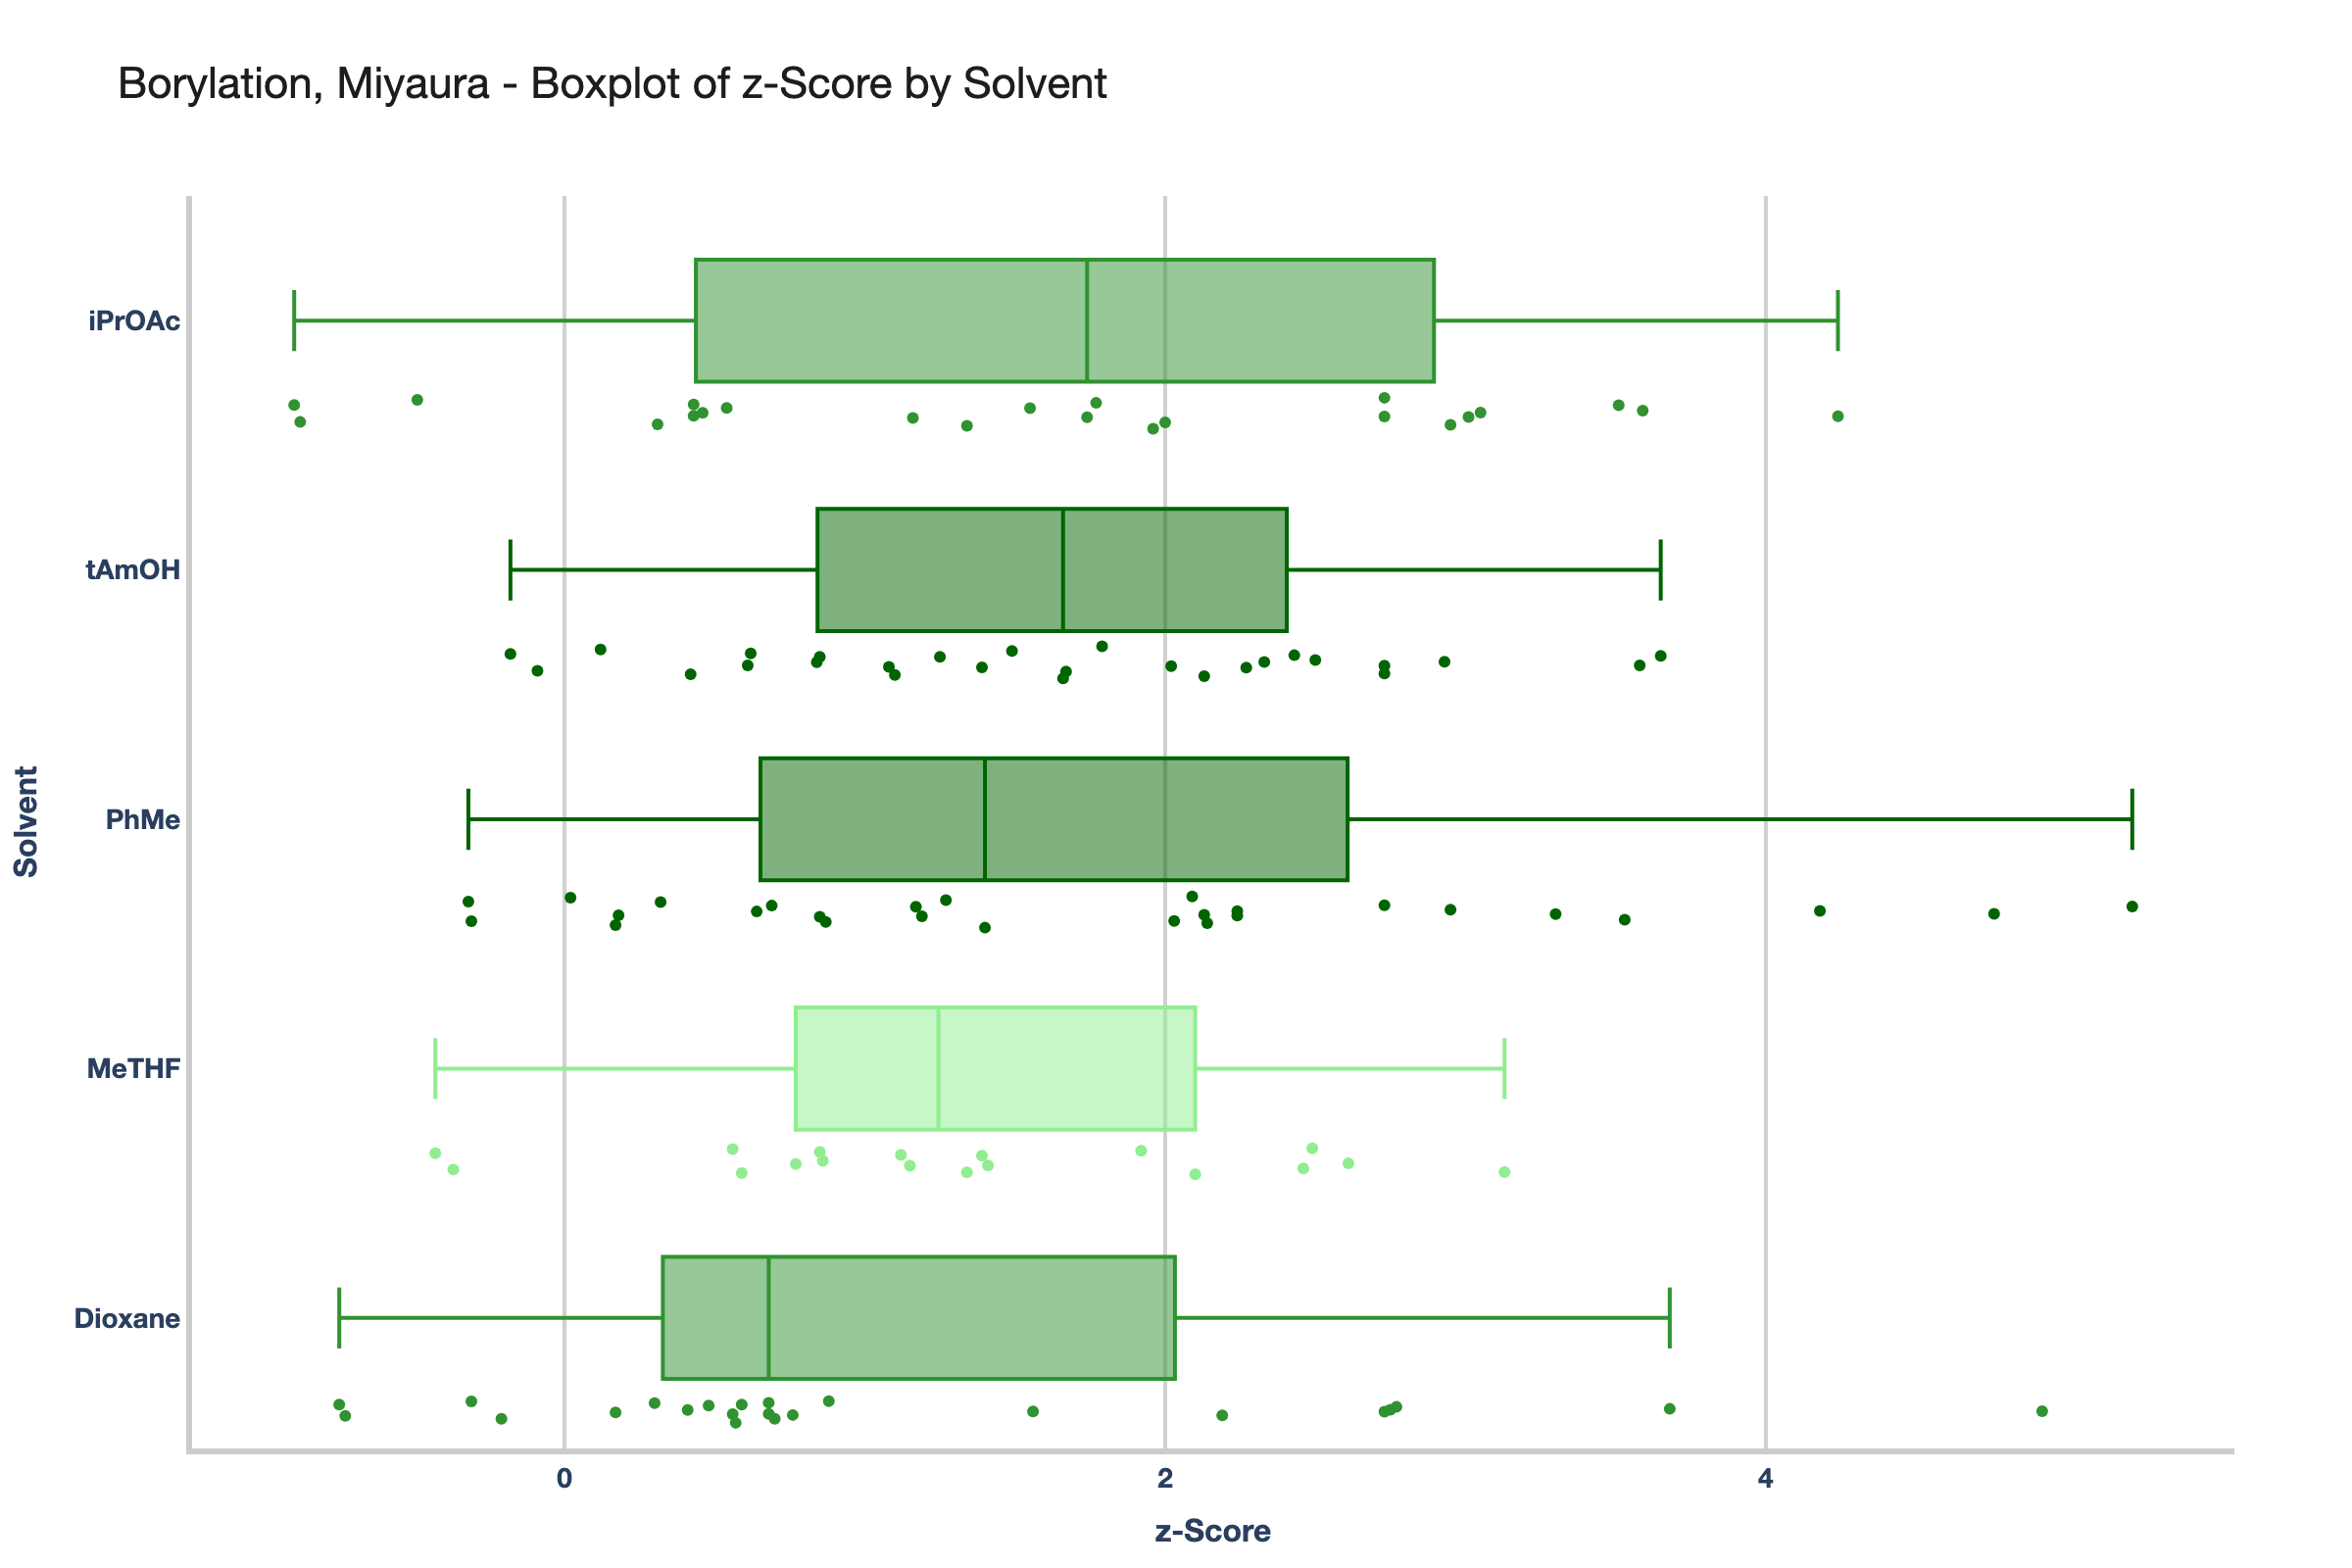 Borylation, Miyaura - Boxplot of z-Score by Solvent
iPrOAc
tAmOH
PhMe
MeTHF
Dioxane
Solvent
0 2 4
z-Score